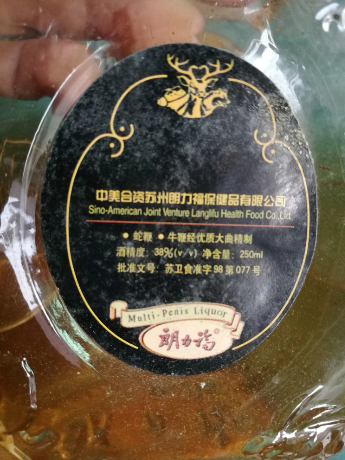 中美合资苏州朗力福保健品有限公司
Sino-American Joint Venture Langlifu Health Food Co.,Ltd.
• 蛇鞭 • 牛鞭经优质大曲精制
酒精度：38%(v/v) 净含量：250ml
批准文号：苏卫食准字98第077号
Multi-Penis Liquor
朗力福